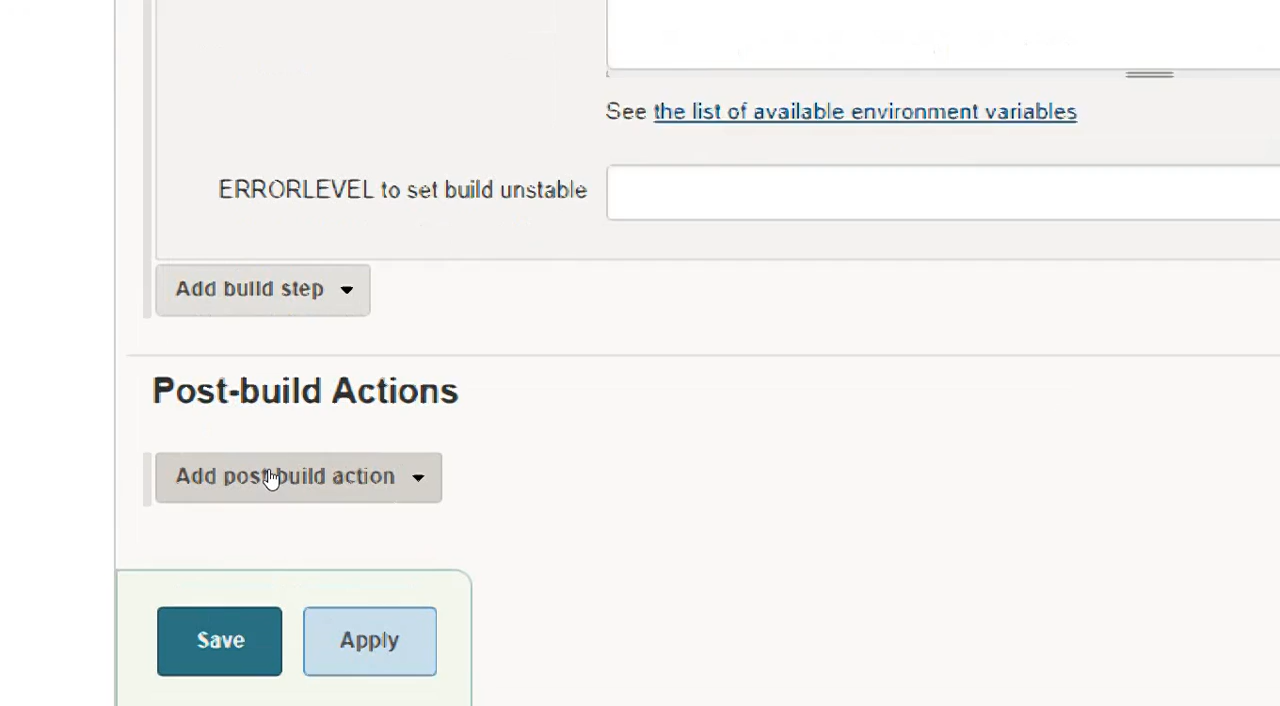 See the list of available environment variables
ERRORLEVEL to set build unstable
Add build step
Post-build Actions
Add post-build action
Save
Apply